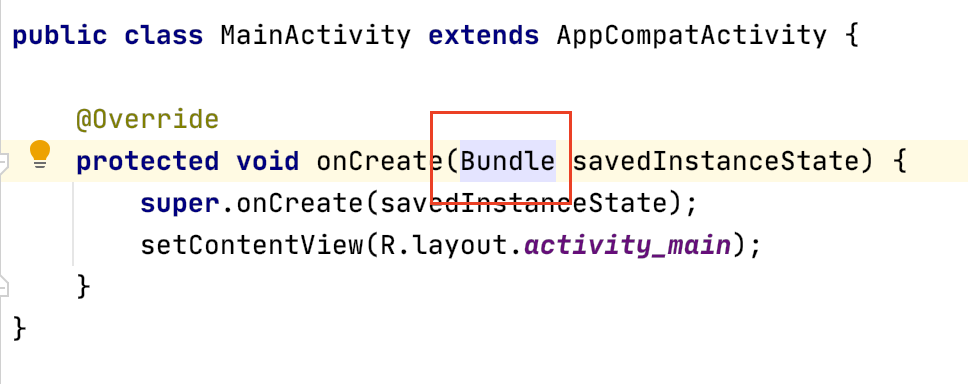 public class MainActivity extends AppCompatActivity {
@Override
protected void onCreate(Bundle savedInstanceState) {
super.onCreate(savedInstanceState);
setContentView(R.layout.activity_main);
}
}